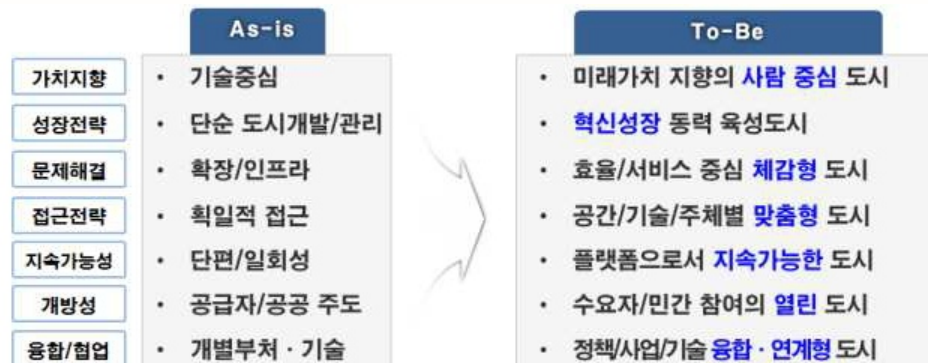 As-is To-Be
가치지향 • 기술중심 • 미래가치 지향의 사람 중심 도시
성장전략 • 단순 도시개발/관리 • 혁신성장 동력 육성도시
문제해결 • 확장/인프라 • 효율/서비스 중심 체감형 도시
접근전략 • 획일적 접근 • 공간/기술/주체별 맞춤형 도시
지속가능성 • 단편/일회성 • 플랫폼으로서 지속가능한 도시
개방성 • 공급자/공공 주도 • 수요자/민간 참여의 열린 도시
융합/협업 • 개별부처 · 기술 • 정책/사업/기술 융합 · 연계형 도시